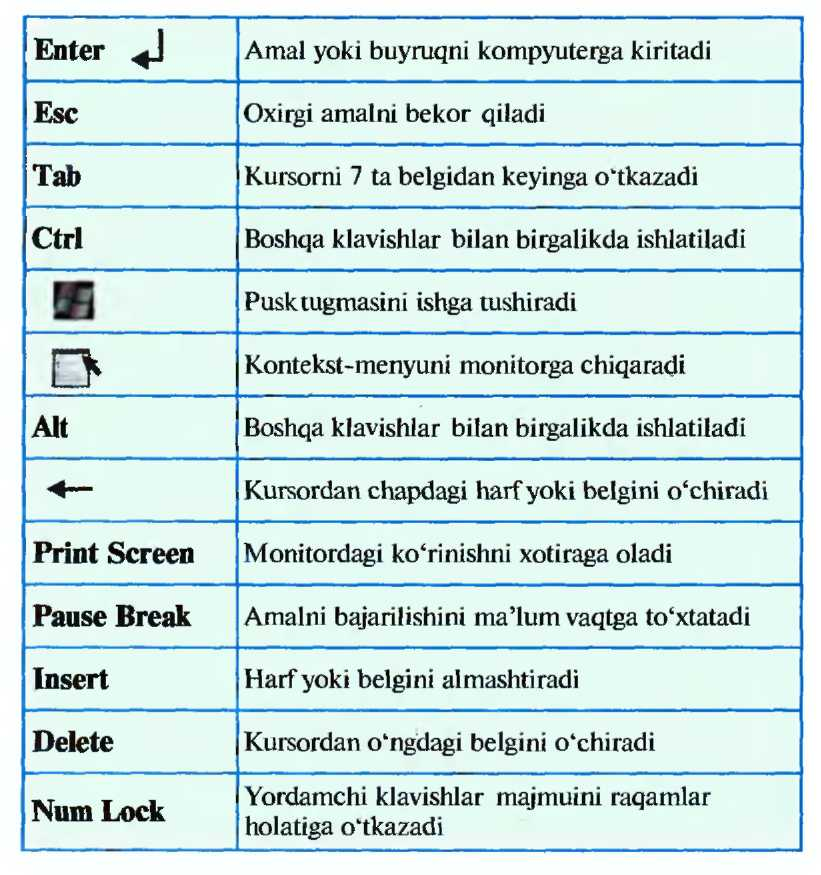 Enter Amal yoki buyruqni kompyuterga kiritadi
Esc Oxirgi amalni bekor qiladi
Tab Kursorni 7 ta belgidan keyinga o‘tkazadi
Ctrl Boshqa klavishlar bilan birgalikda ishlatiladi
Pusk tugmasini ishga tushiradi
Kontekst-menyuni monitorga chiqaradi
Alt Boshqa klavishlar bilan birgalikda ishlatiladi
Kursordan chapdagi harf yoki belgini o‘chiradi
Print Screen Monitordagi ko‘rinishni xotiraga oladi
Pause Break Amalni bajarilishini ma’lum vaqtga to‘xtatadi
Insert Harf yoki belgini almashtiradi
Delete Kursordan o‘ngdagi belgini o‘chiradi
Num Lock Yordamchi klavishlar majmuini raqamlar
holatiga o‘tkazadi